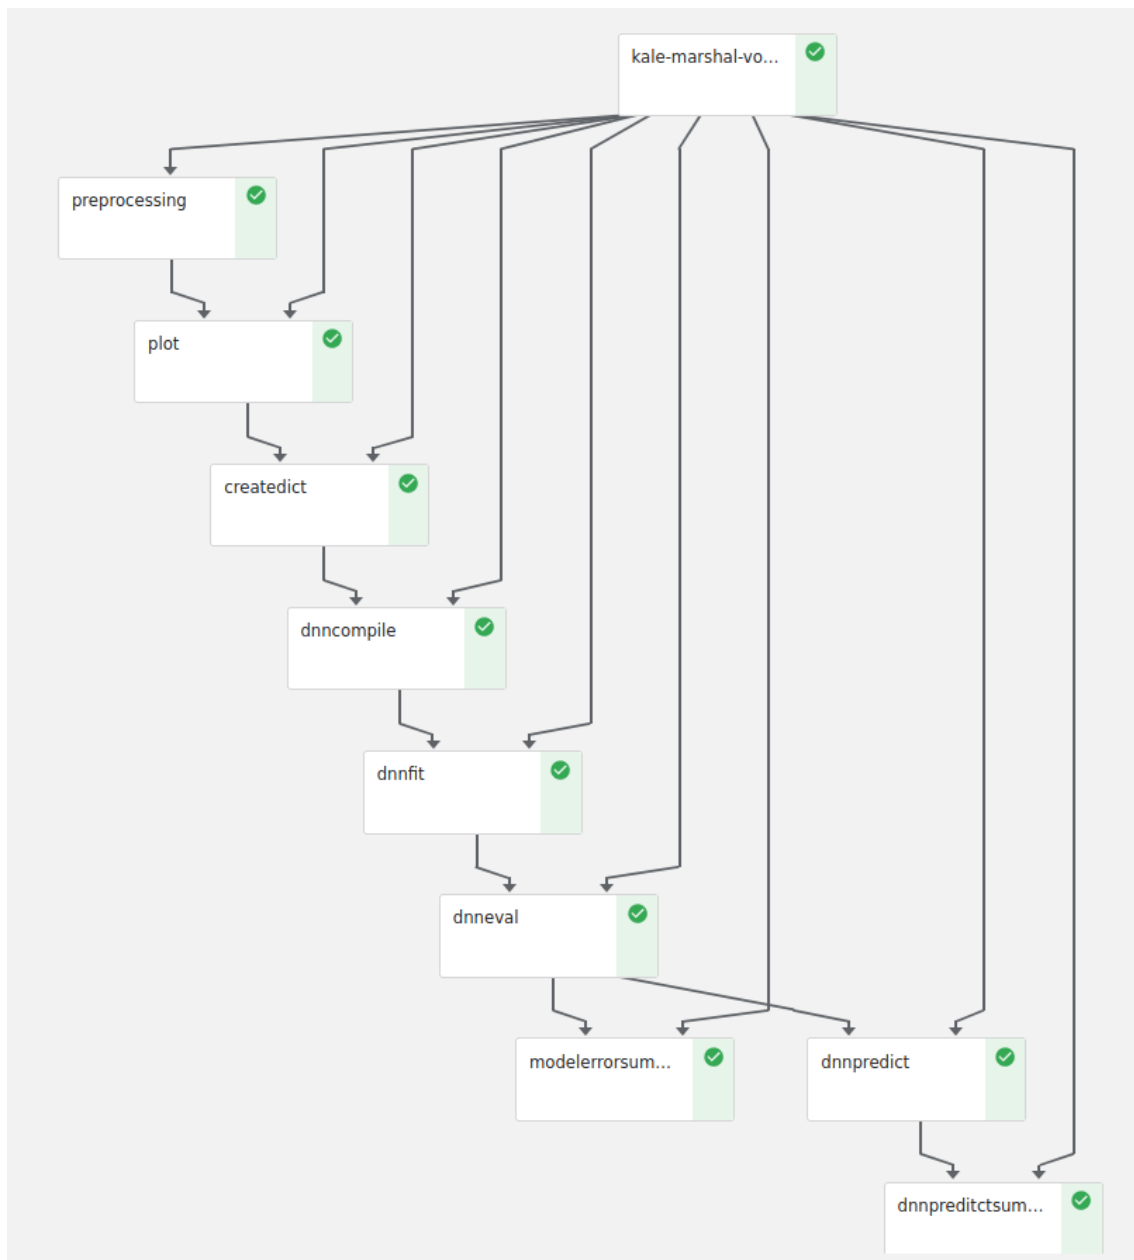 kale-marshal-vo...
preprocessing
plot
createdict
dnncompile
dnnfit
dnneval
modelerrorsum...
dnnpredict
dnnpreditctsum...